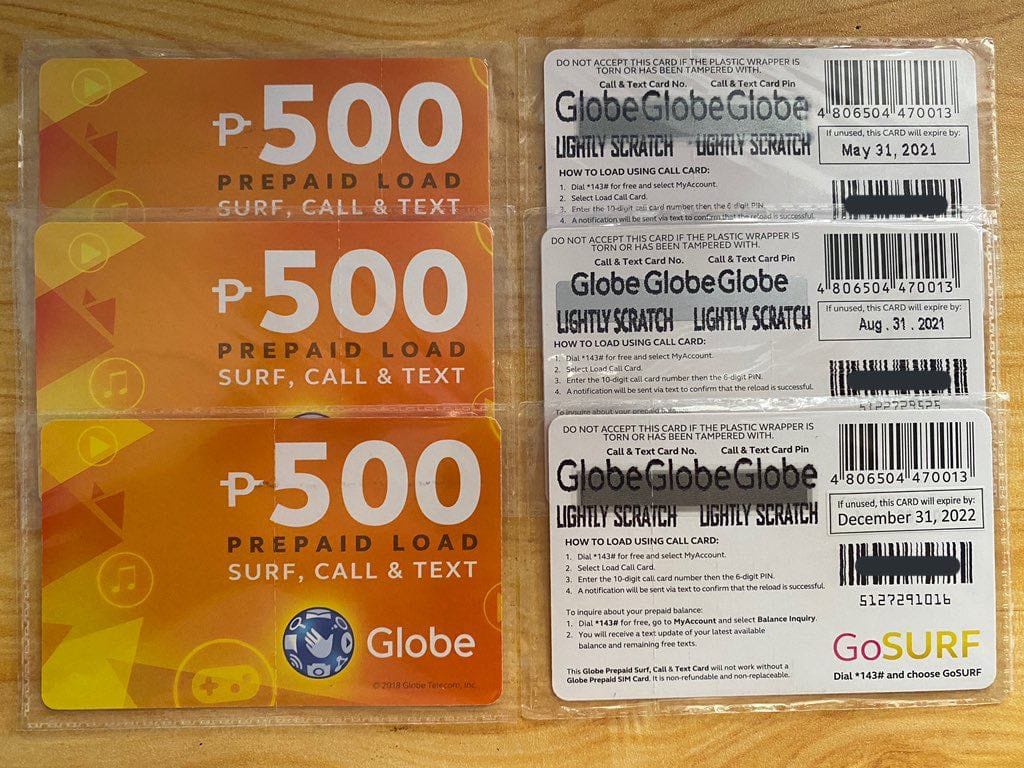 ₱500
PREPAID LOAD
SURF, CALL & TEXT
₱500
PREPAID LOAD
SURF, CALL & TEXT
₱500
PREPAID LOAD
SURF, CALL & TEXT
Globe
© 2018 Globe Telecom, Inc.
DO NOT ACCEPT THIS CARD IF THE PLASTIC WRAPPER IS
TORN OR HAS BEEN TAMPERED WITH.
Call & Text Card No. Call & Text Card Pin
GlobeGlobeGlobe
LIGHTLY SCRATCH LIGHTLY SCRATCH
HOW TO LOAD USING CALL CARD:
1. Dial *143# for free and select MyAccount.
2. Select Load Call Card.
3. Enter the 10-digit call card number then the 6-digit PIN.
4. A notification will be sent via text to confirm that the reload is successful.
4 806504 470013
If unused, this CARD will expire by:
May 31, 2021
DO NOT ACCEPT THIS CARD IF THE PLASTIC WRAPPER IS
TORN OR HAS BEEN TAMPERED WITH.
Call & Text Card No. Call & Text Card Pin
Globe GlobeGlobe
LIGHTLY SCRATCH LIGHTLY SCRATCH
HOW TO LOAD USING CALL CARD:
1. Dial *143# for free and select MyAccount.
2. Select Load Call Card.
3. Enter the 10-digit call card number then the 6-digit PIN.
4. A notification will be sent via text to confirm that the reload is successful.
To inquire about your prepaid
4 806504 470013
If unused, this CARD will expire by:
Aug. 31. 2021
DO NOT ACCEPT THIS CARD IF THE PLASTIC WRAPPER IS
TORN OR HAS BEEN TAMPERED WITH.
Call & Text Card No. Call & Text Card Pin
GlobeGlobeGlobe
LIGHTLY SCRATCH LIGHTLY SCRATCH
HOW TO LOAD USING CALL CARD:
1. Dial *143# for free and select MyAccount.
2. Select Load Call Card.
3. Enter the 10-digit call card number then the 6-digit PIN.
4. A notification will be sent via text to confirm that the reload is successful.
To inquire about your prepaid balance:
1. Dial *143# for free, go to MyAccount and select Balance Inquiry.
2. You will receive a text update of your latest available
balance and remaining free texts.
This Globe Prepaid Surf, Call & Text Card will not work without a
Globe Prepaid SIM Card. It is non-refundable and non-replaceable.
4 806504 470013
If unused, this CARD will expire by:
December 31, 2022
5127291016
GoSURF
Dial *143# and choose GoSURF